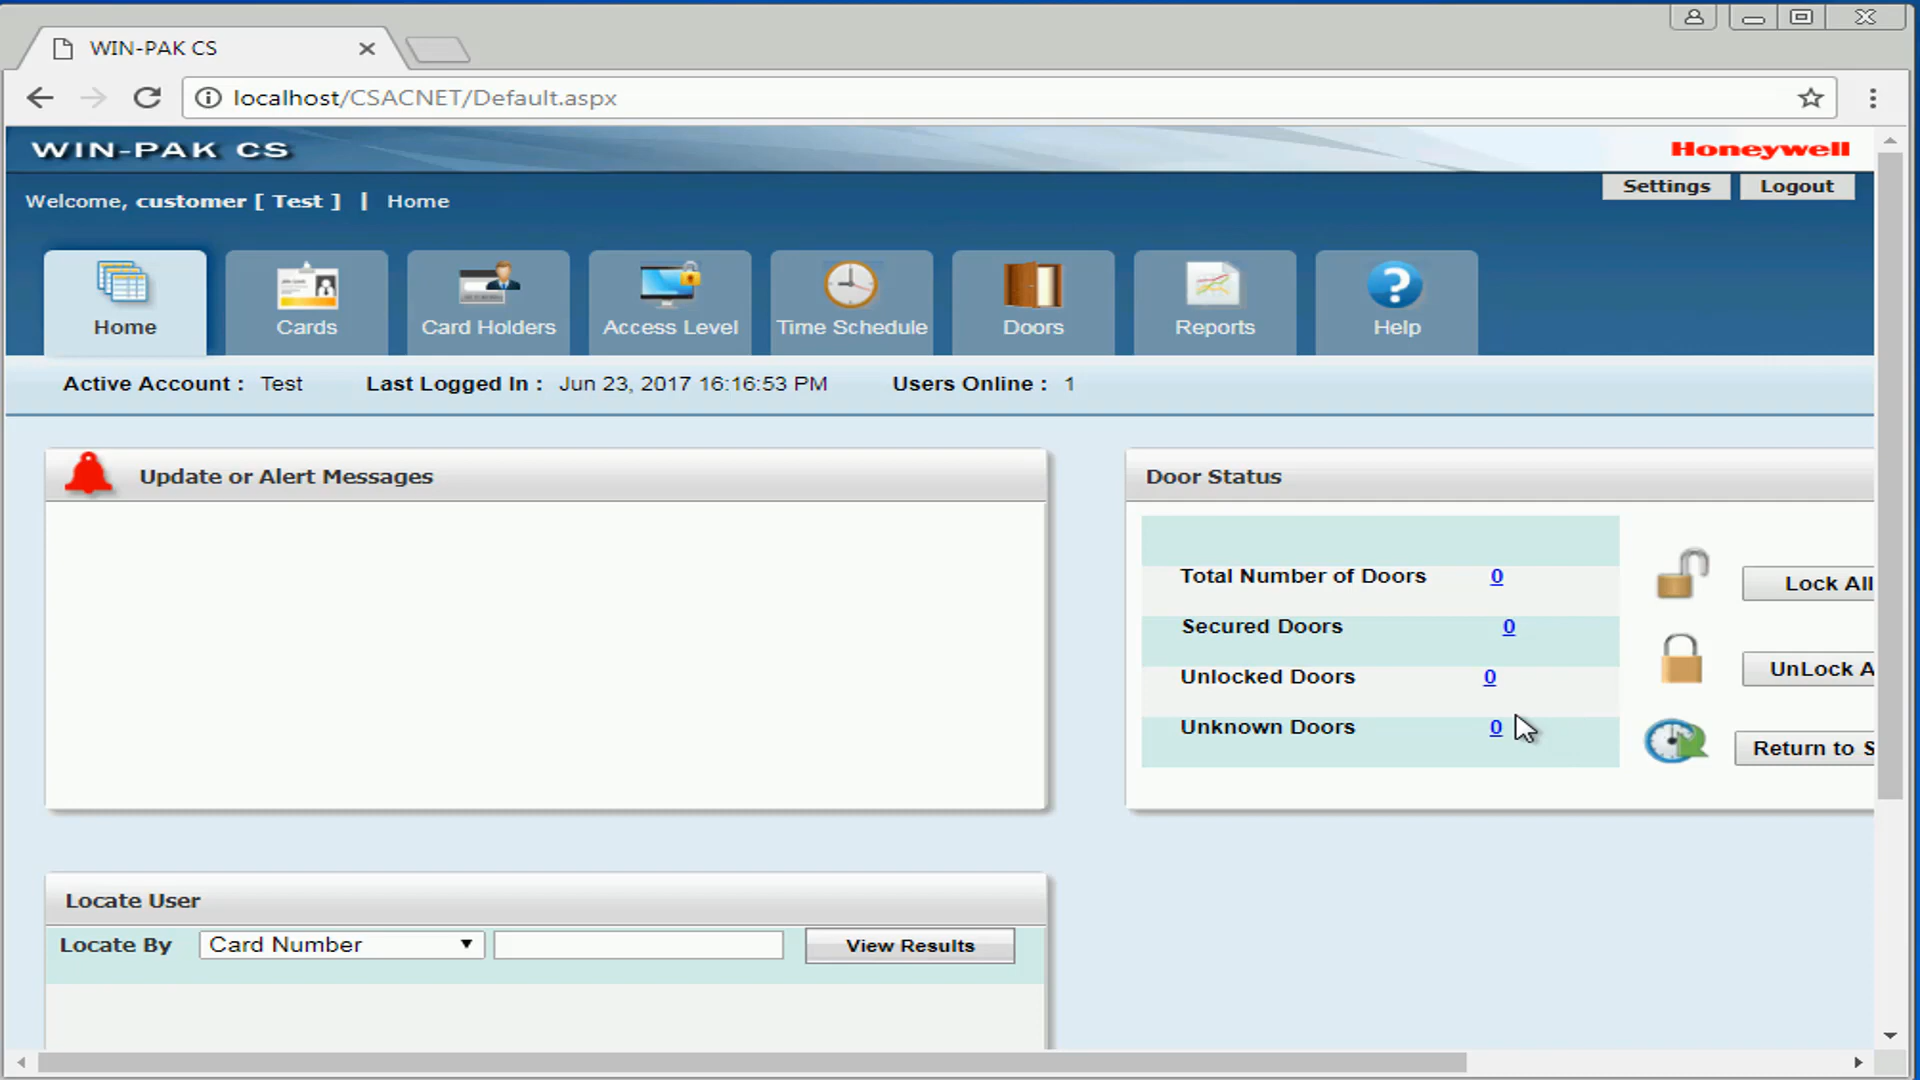 WIN-PAK CS
localhost/CSACNET/Default.aspx
WIN-PAK CS
Honeywell
Welcome, customer [ Test ] | Home
Settings
Logout
Home
Cards
Card Holders
Access Level
Time Schedule
Doors
Reports
Help
Active Account : Test
Last Logged In : Jun 23, 2017 16:16:53 PM
Users Online : 1
Update or Alert Messages
Door Status
Total Number of Doors 0
Secured Doors 0
Unlocked Doors 0
Unknown Doors 0
Lock All
UnLock A
Return to S
Locate User
Locate By
Card Number
View Results